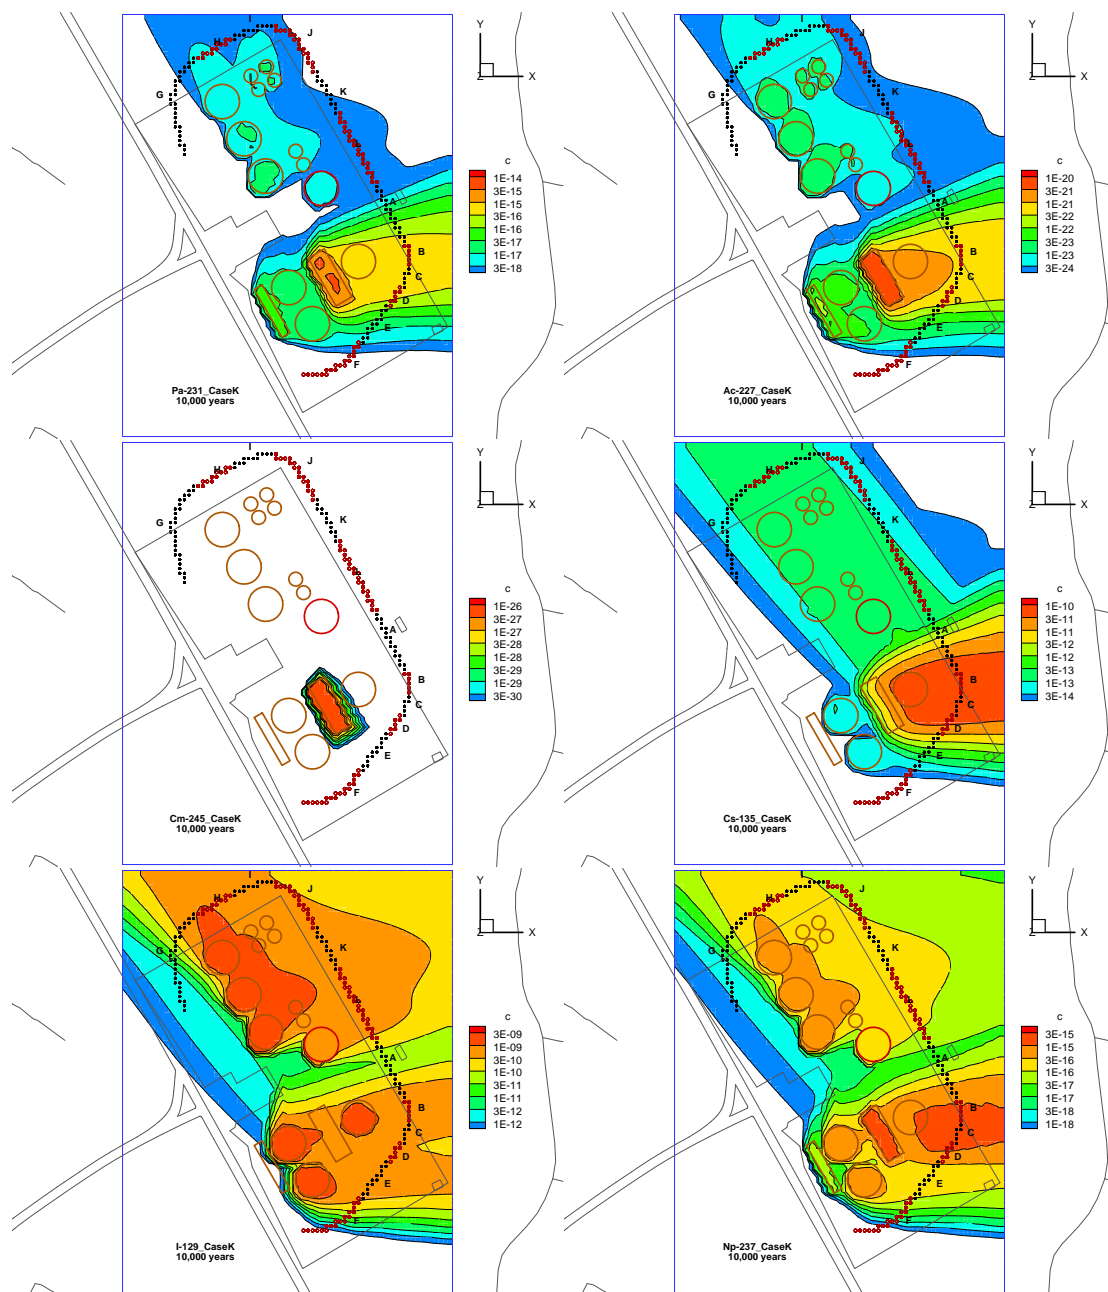 Y
X
Z
C
1E-14
3E-15
1E-15
3E-16
1E-16
3E-17
1E-17
3E-18
H
J
G
K
A
B
C
D
E
F
Pa-231_CaseK
10,000 years
Y
X
Z
C
1E-20
3E-21
1E-21
3E-22
1E-22
3E-23
1E-23
3E-24
H
J
G
K
A
B
C
D
E
F
Ac-227_CaseK
10,000 years
Y
X
Z
C
1E-26
3E-27
1E-27
3E-28
1E-28
3E-29
1E-29
3E-30
I
H
J
G
K
A
B
C
D
E
F
Cm-245_CaseK
10,000 years
Y
X
Z
C
1E-10
3E-11
1E-11
3E-12
1E-12
3E-13
1E-13
3E-14
I
H
J
G
K
A
B
C
D
E
F
Cs-135_CaseK
10,000 years
Y
X
Z
C
3E-09
1E-09
3E-10
1E-10
3E-11
1E-11
3E-12
1E-12
I
H
J
G
K
A
B
C
D
E
F
I-129_CaseK
10,000 years
Y
X
Z
C
3E-15
1E-15
3E-16
1E-16
3E-17
1E-17
3E-18
1E-18
I
H
J
G
K
A
B
C
D
E
F
Np-237_CaseK
10,000 years